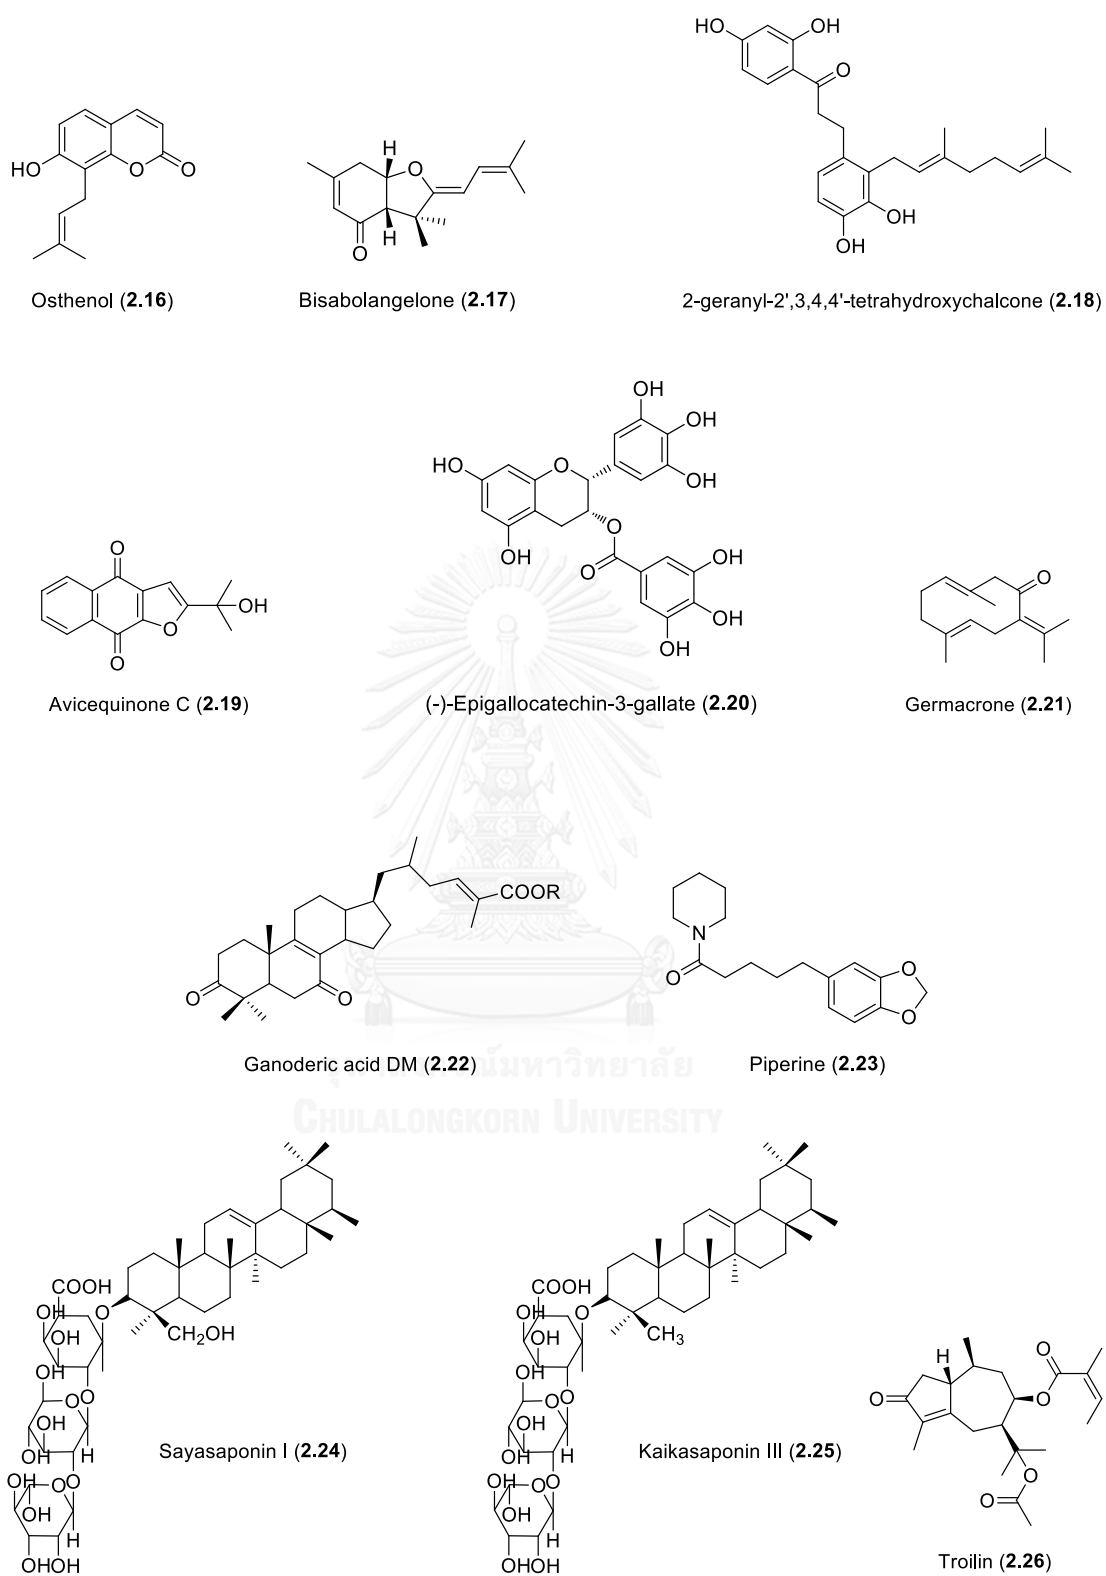 HO OH
O
HO O O
H O
H
O
OH
OH
Osthenol (2.16) Bisabolangelone (2.17) 2-geranyl-2',3,4,4'-tetrahydroxychalcone (2.18)
OH
OH
HO O
OH
O
OH
O OH
O OH
O OH
OH
O
O
Avicequinone C (2.19) (-)-Epigallocatechin-3-gallate (2.20) Germacrone (2.21)
COOR
O O
N
O
O
O
Ganoderic acid DM (2.22) Piperine (2.23)
CHULALONGKORN UNIVERSITY
COOH COOH
OH O OH O
OH CH2OH OH CH3
OH OH
OH OH
O O O O
OH OH
OH H OH H
Sayasaponin I (2.24) Kaikasaponin III (2.25)
OH O OH O
OH O OH O
OH H OH H
OHOH OHOH
H
O
O
O
O
O
Troilin (2.26)